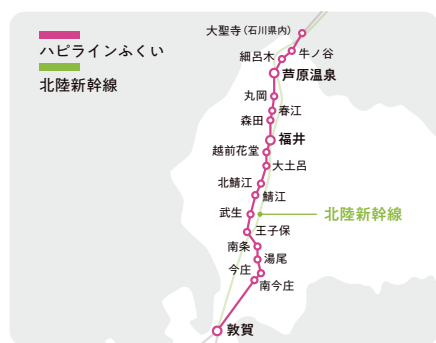 ハピラインふくい
北陸新幹線
大聖寺(石川県内)
牛ノ谷
細呂木
芦原温泉
丸岡
春江
森田
福井
越前花堂
大土呂
北鯖江
鯖江
武生
北陸新幹線
王子保
南条
湯尾
今庄
南今庄
敦賀